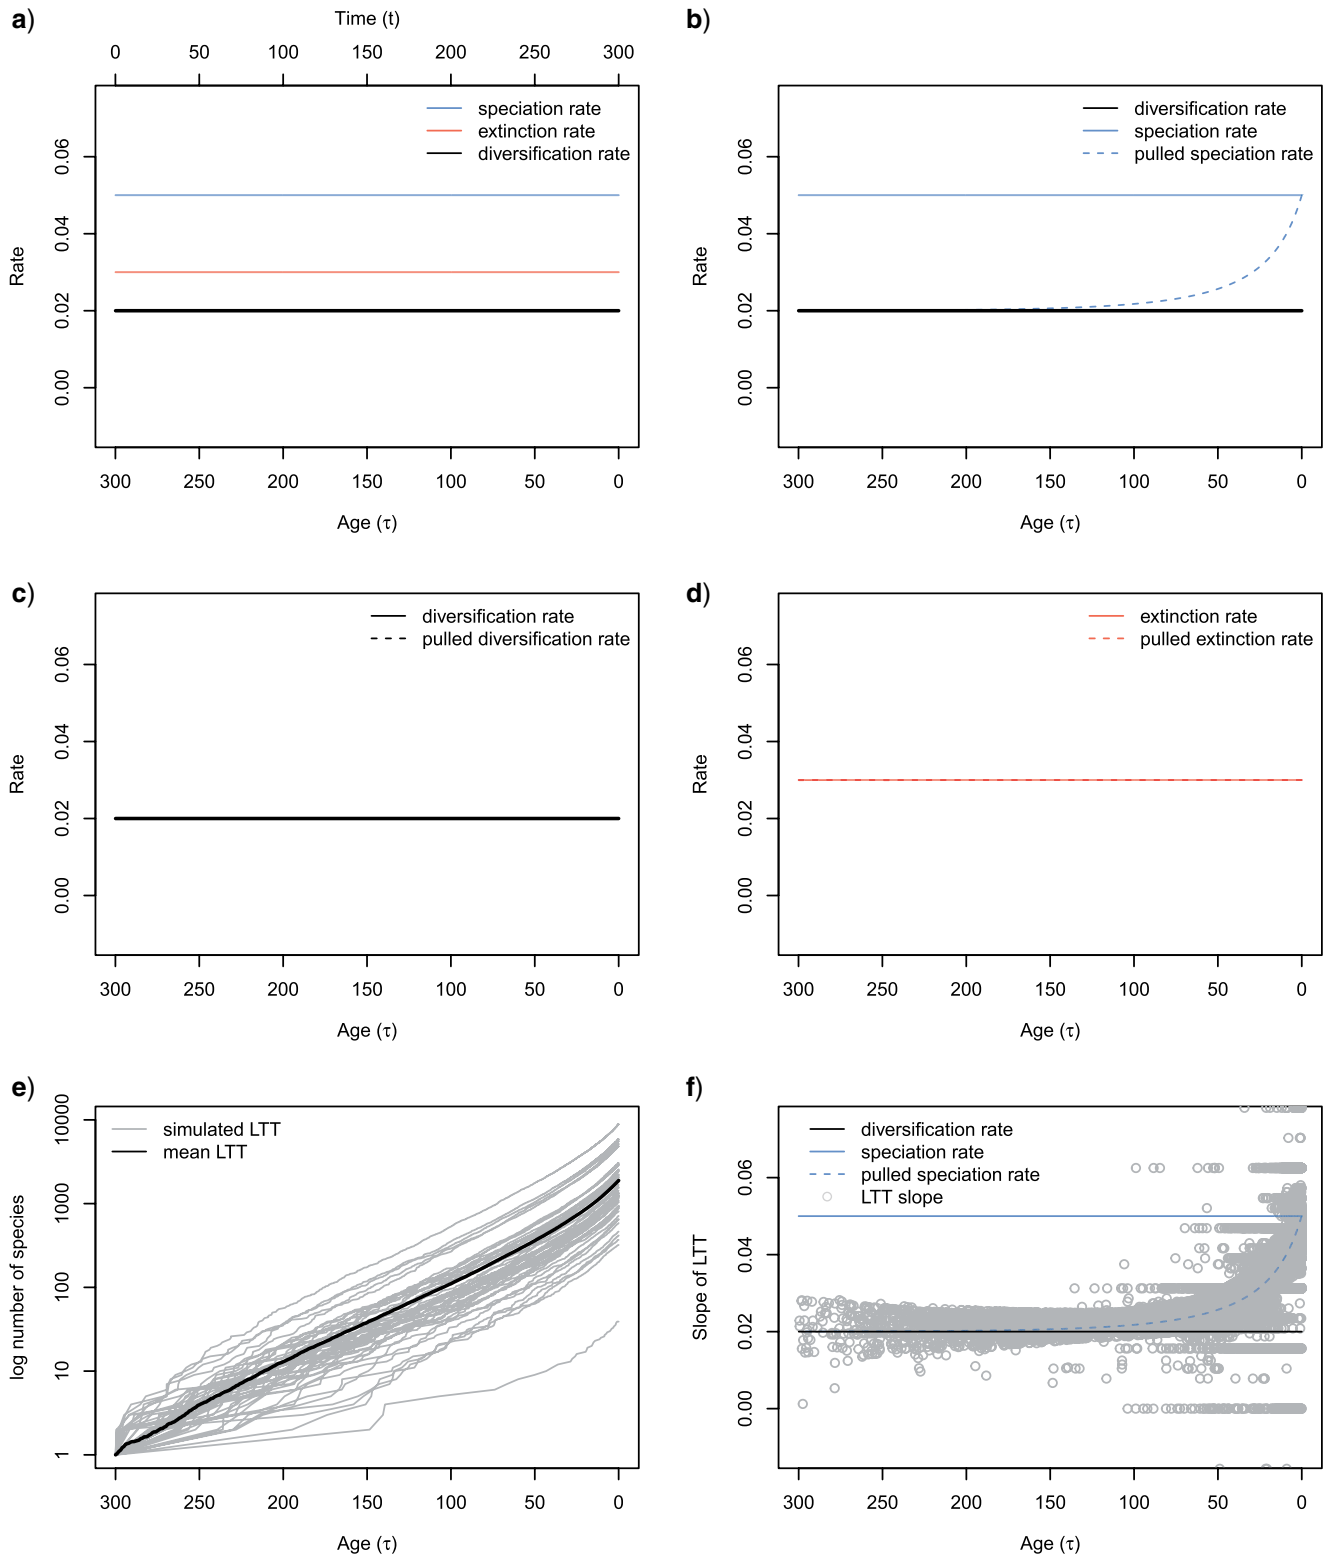 a)
Time (t)
0 50 100 150 200 250 300
speciation rate
extinction rate
diversification rate
Rate
0.00 0.02 0.04 0.06
300 250 200 150 100 50 0
Age (τ)
b)
diversification rate
speciation rate
pulled speciation rate
Rate
0.00 0.02 0.04 0.06
300 250 200 150 100 50 0
Age (τ)
c)
diversification rate
pulled diversification rate
Rate
0.00 0.02 0.04 0.06
300 250 200 150 100 50 0
Age (τ)
d)
extinction rate
pulled extinction rate
Rate
0.00 0.02 0.04 0.06
300 250 200 150 100 50 0
Age (τ)
e)
simulated LTT
mean LTT
log number of species
1 10 100 1000 10000
300 250 200 150 100 50 0
Age (τ)
f)
diversification rate
speciation rate
pulled speciation rate
LTT slope
Slope of LTT
0.00 0.02 0.04 0.06
300 250 200 150 100 50 0
Age (τ)